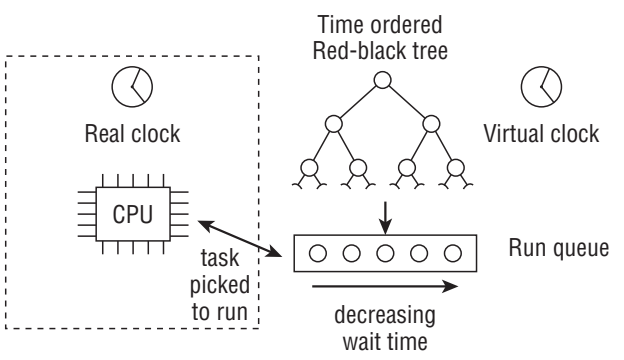 Time ordered
Red-black tree
Real clock
Virtual clock
CPU
Run queue
task
picked
to run
decreasing
wait time